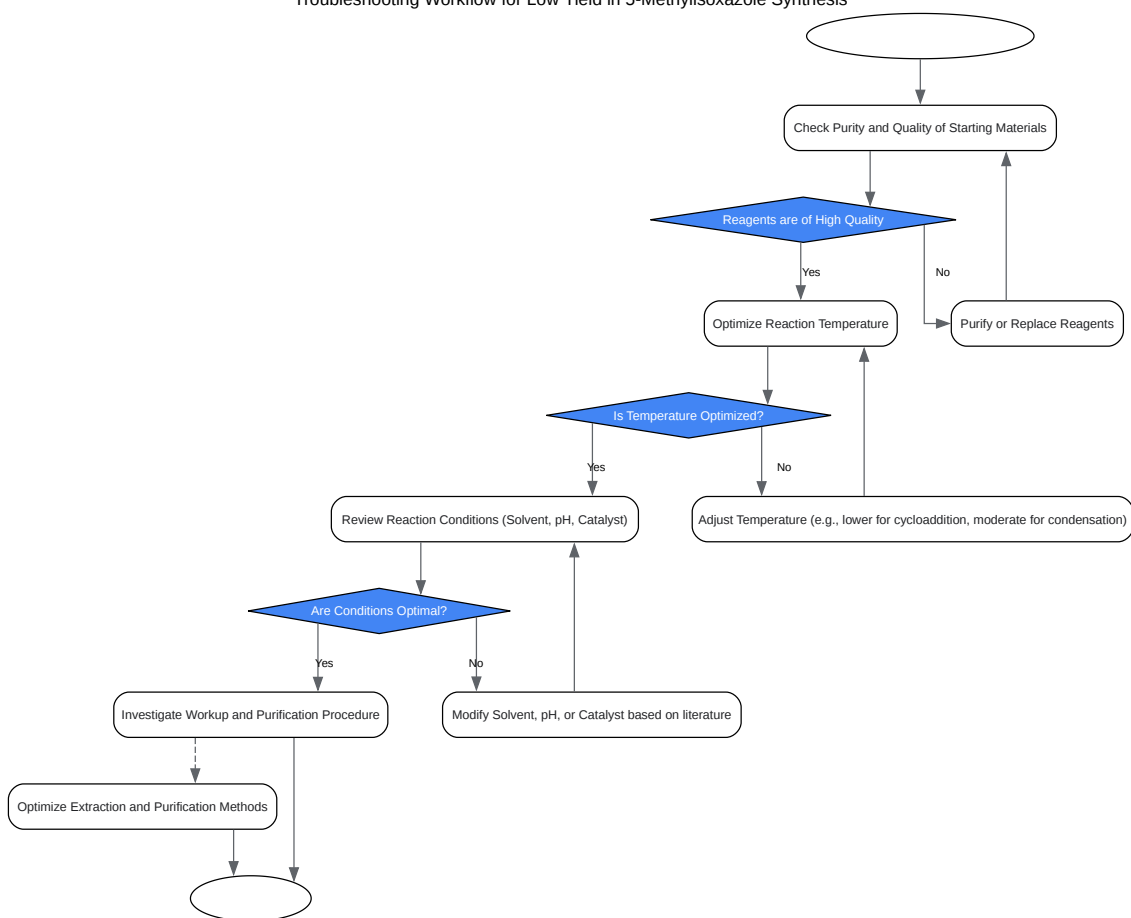 Troubleshooting Workflow for Low Yield in 5-Methylisoxazole Synthesis
Check Purity and Quality of Starting Materials
Reagents are of High Quality
Yes
No
Optimize Reaction Temperature
Purify or Replace Reagents
Is Temperature Optimized?
Yes
No
Review Reaction Conditions (Solvent, pH, Catalyst)
Adjust Temperature (e.g., lower for cycloaddition, moderate for condensation)
Are Conditions Optimal?
Yes
No
Investigate Workup and Purification Procedure
Modify Solvent, pH, or Catalyst based on literature
Optimize Extraction and Purification Methods